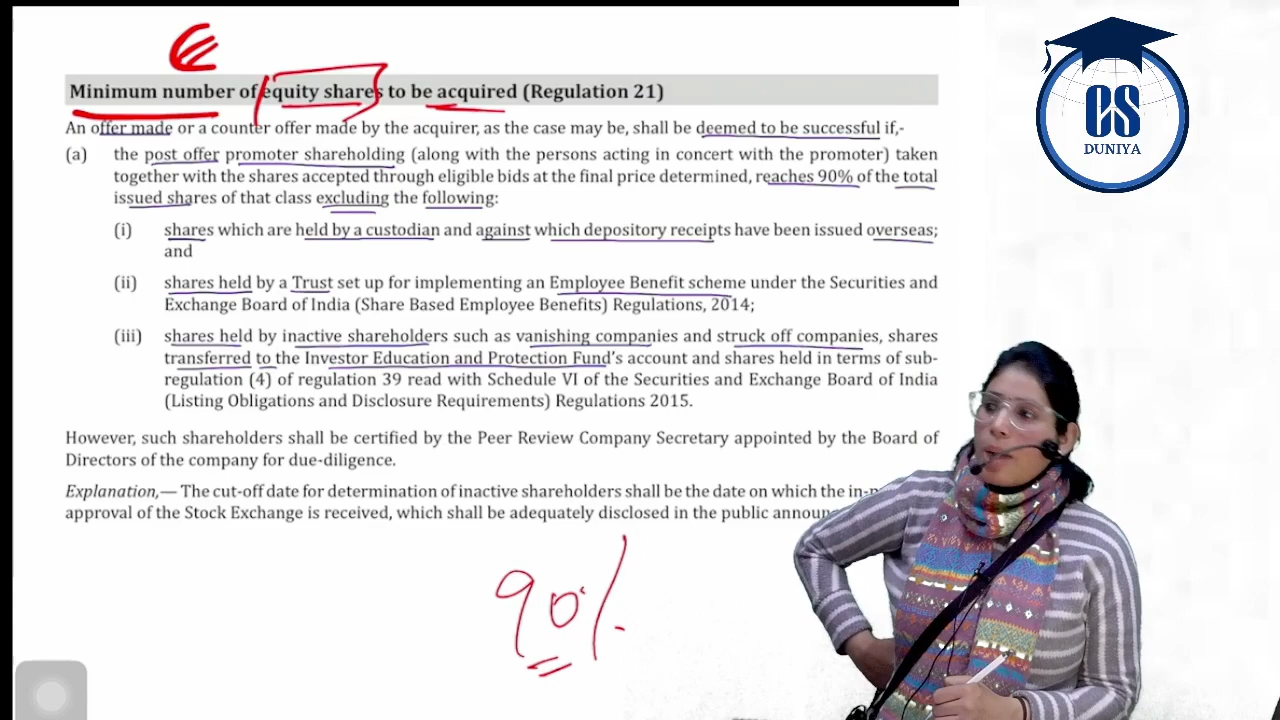 Minimum number of equity shares to be acquired (Regulation 21)
An offer made or a counter offer made by the acquirer, as the case may be, shall be deemed to be successful if,-
(a) the post offer promoter shareholding (along with the persons acting in concert with the promoter) taken
together with the shares accepted through eligible bids at the final price determined, reaches 90% of the total
issued shares of that class excluding the following:
(i) shares which are held by a custodian and against which depository receipts have been issued overseas;
and
(ii) shares held by a Trust set up for implementing an Employee Benefit scheme under the Securities and
Exchange Board of India (Share Based Employee Benefits) Regulations, 2014;
(iii) shares held by inactive shareholders such as vanishing companies and struck off companies, shares
transferred to the Investor Education and Protection Fund's account and shares held in terms of sub-
regulation (4) of regulation 39 read with Schedule VI of the Securities and Exchange Board of India
(Listing Obligations and Disclosure Requirements) Regulations 2015.
However, such shareholders shall be certified by the Peer Review Company Secretary appointed by the Board of
Directors of the company for due-diligence.
Explanation,— The cut-off date for determination of inactive shareholders shall be the date on which the in-
approval of the Stock Exchange is received, which shall be adequately disclosed in the public
90%
CS
DUNIYA